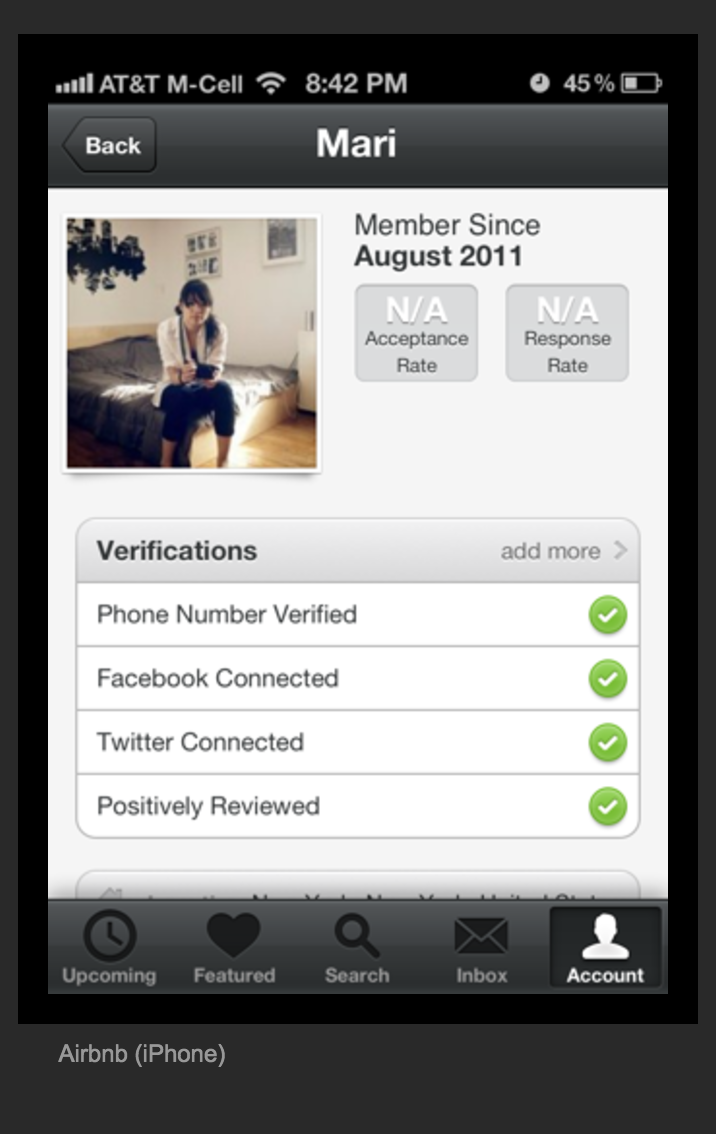 AT&T M-Cell 8:42 PM 45%
Back Mari
Member Since
August 2011
N/A N/A
Acceptance Response
Rate Rate
Verifications add more
Phone Number Verified
Facebook Connected
Twitter Connected
Positively Reviewed
Upcoming Featured Search Inbox Account
Airbnb (iPhone)